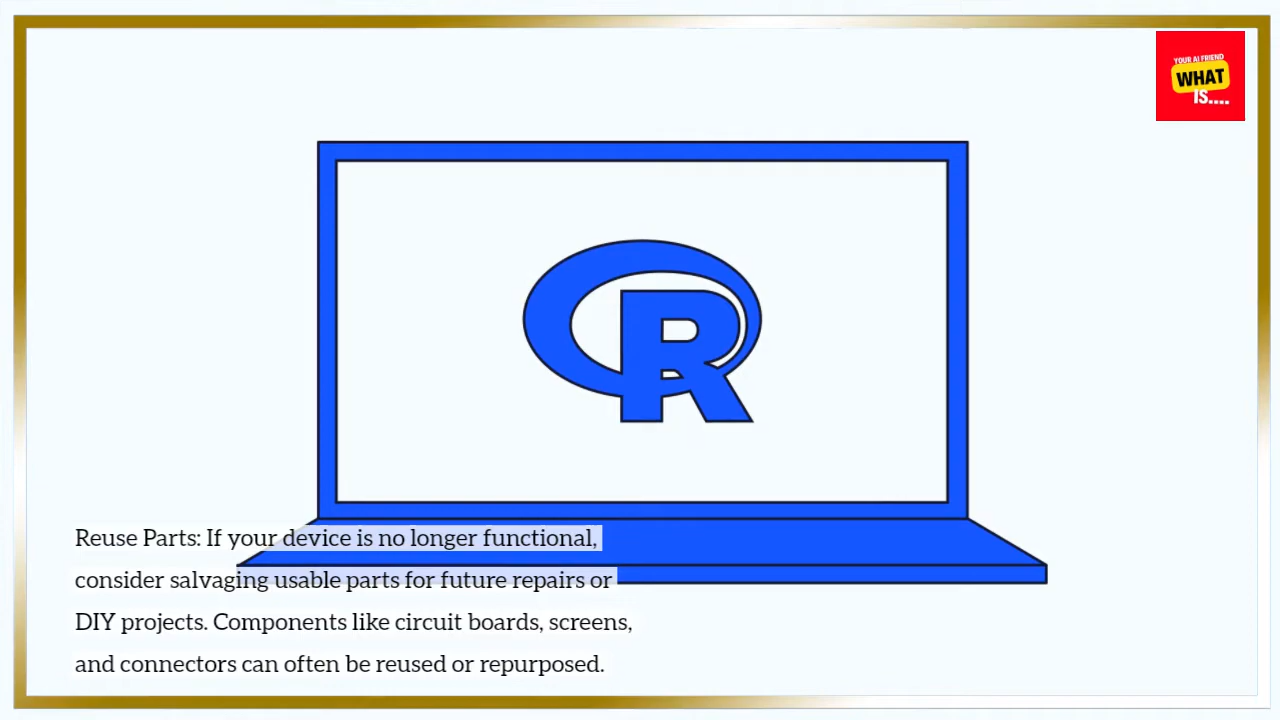 YOUR AI FRIEND
WHAT
IS....
R
Reuse Parts: If your device is no longer functional,
consider salvaging usable parts for future repairs or
DIY projects. Components like circuit boards, screens,
and connectors can often be reused or repurposed.